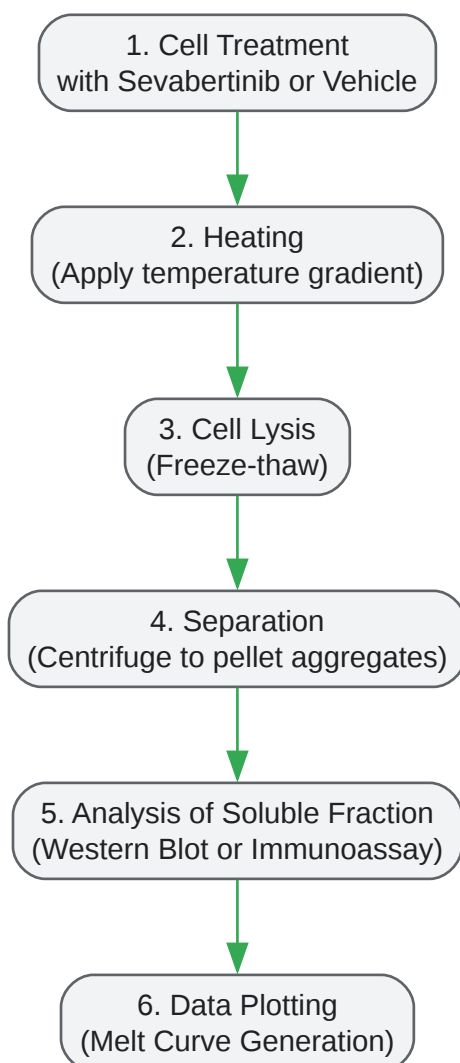 1. Cell Treatment
with Sevabertinib or Vehicle
2. Heating
(Apply temperature gradient)
3. Cell Lysis
(Freeze-thaw)
4. Separation
(Centrifuge to pellet aggregates)
5. Analysis of Soluble Fraction
(Western Blot or Immunoassay)
6. Data Plotting
(Melt Curve Generation)